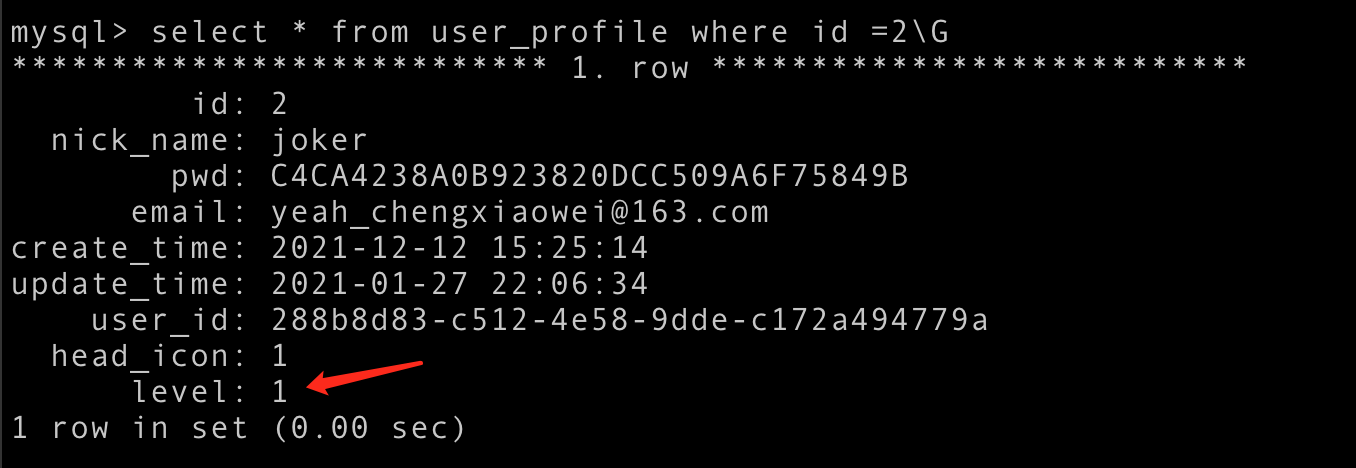 mysql> select * from user_profile where id =2\G
*************************** 1. row ***************************
id: 2
nick_name: joker
pwd: C4CA4238A0B923820DCC509A6F75849B
email: yeah_chengxiaowei@163.com
create_time: 2021-12-12 15:25:14
update_time: 2021-01-27 22:06:34
user_id: 288b8d83-c512-4e58-9dde-c172a494779a
head_icon: 1
level: 1
1 row in set (0.00 sec)